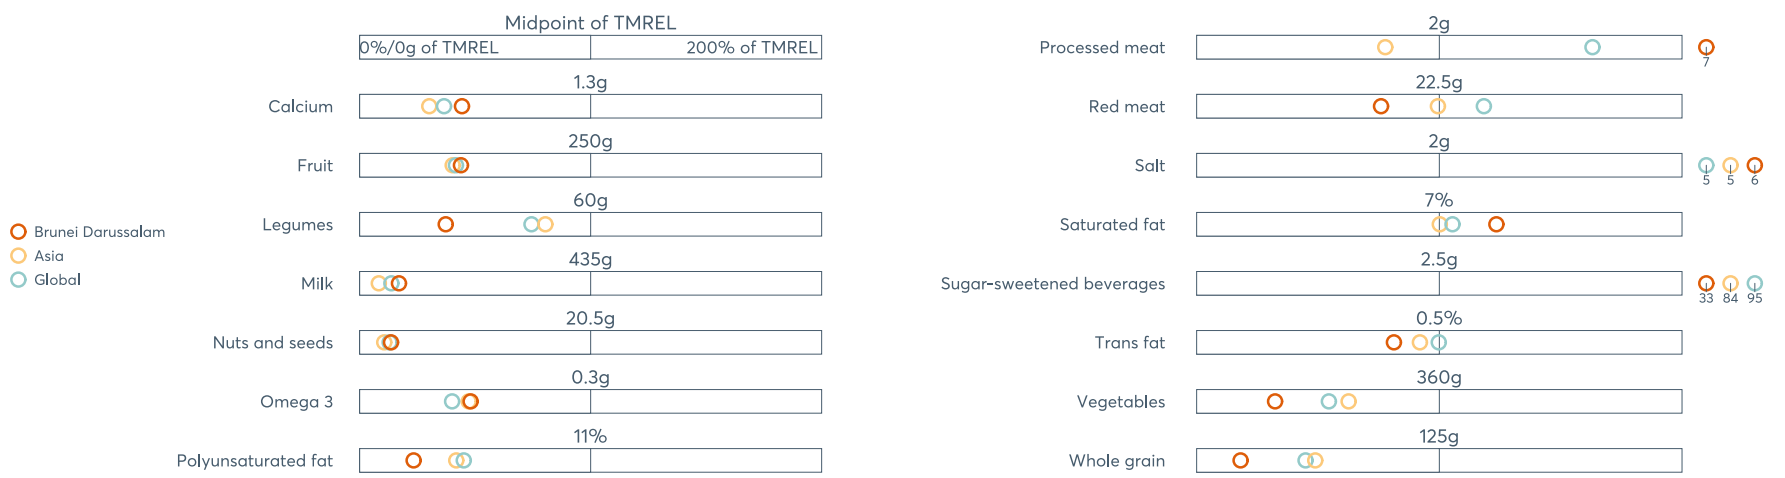 Midpoint of TMREL
0%/0g of TMREL 200% of TMREL
1.3g
Calcium
250g
Fruit
60g
Legumes
435g
Milk
20.5g
Nuts and seeds
0.3g
Omega 3
11%
Polyunsaturated fat
Brunei Darussalam
Asia
Global
2g
Processed meat
7
22.5g
Red meat
2g
Salt
5 5 6
7%
Saturated fat
2.5g
Sugar-sweetened beverages
33 84 95
0.5%
Trans fat
360g
Vegetables
125g
Whole grain